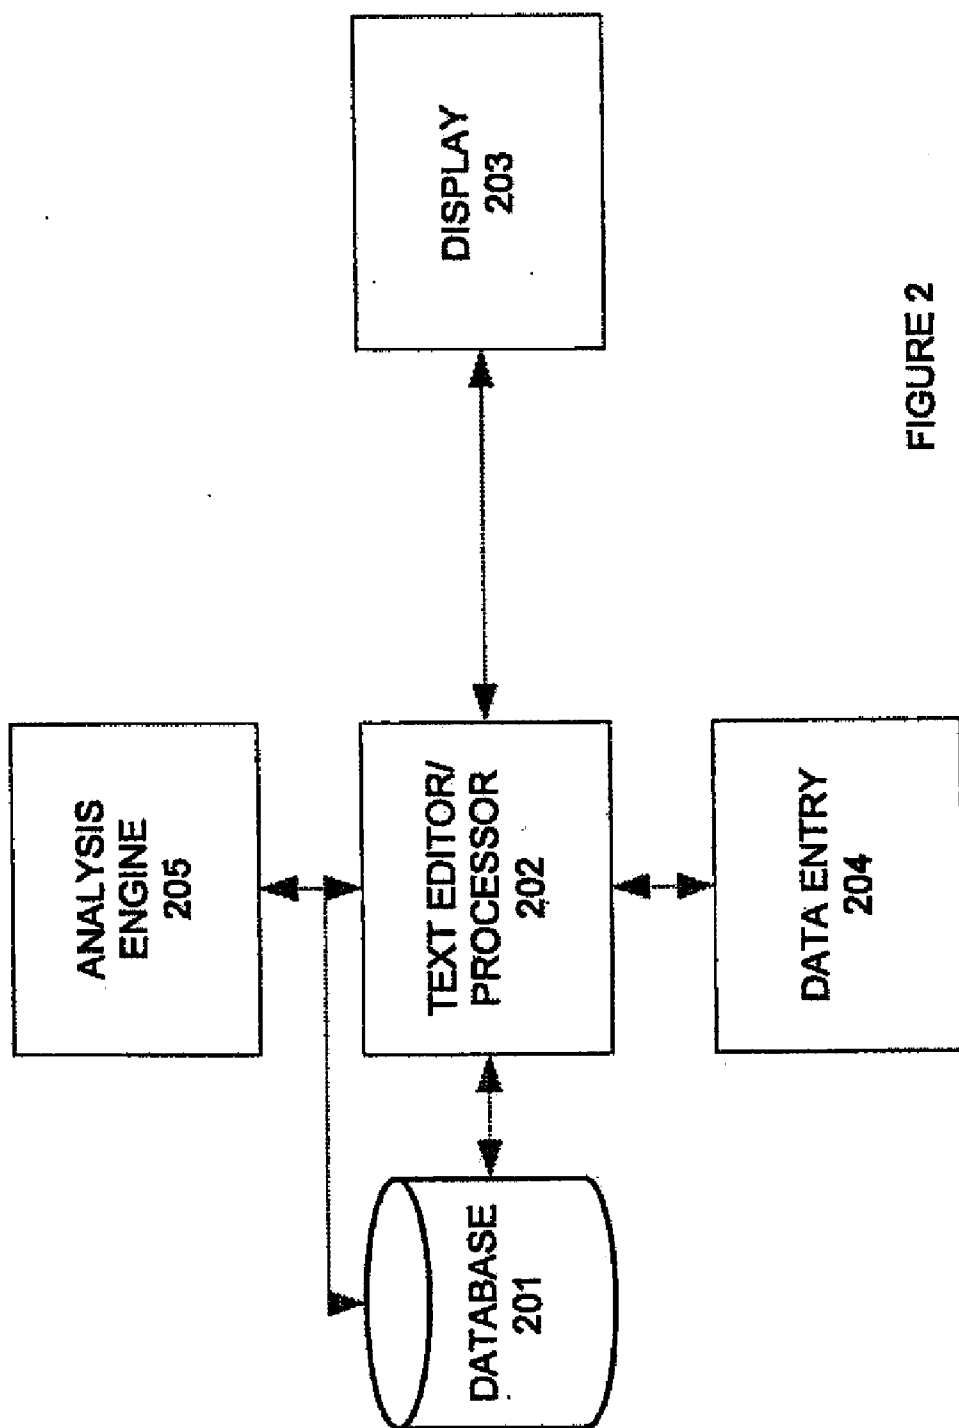 ANALYSIS
ENGINE
205
DATABASE
201
TEXT EDITOR/
PROCESSOR
202
DISPLAY
203
DATA ENTRY
204
FIGURE 2